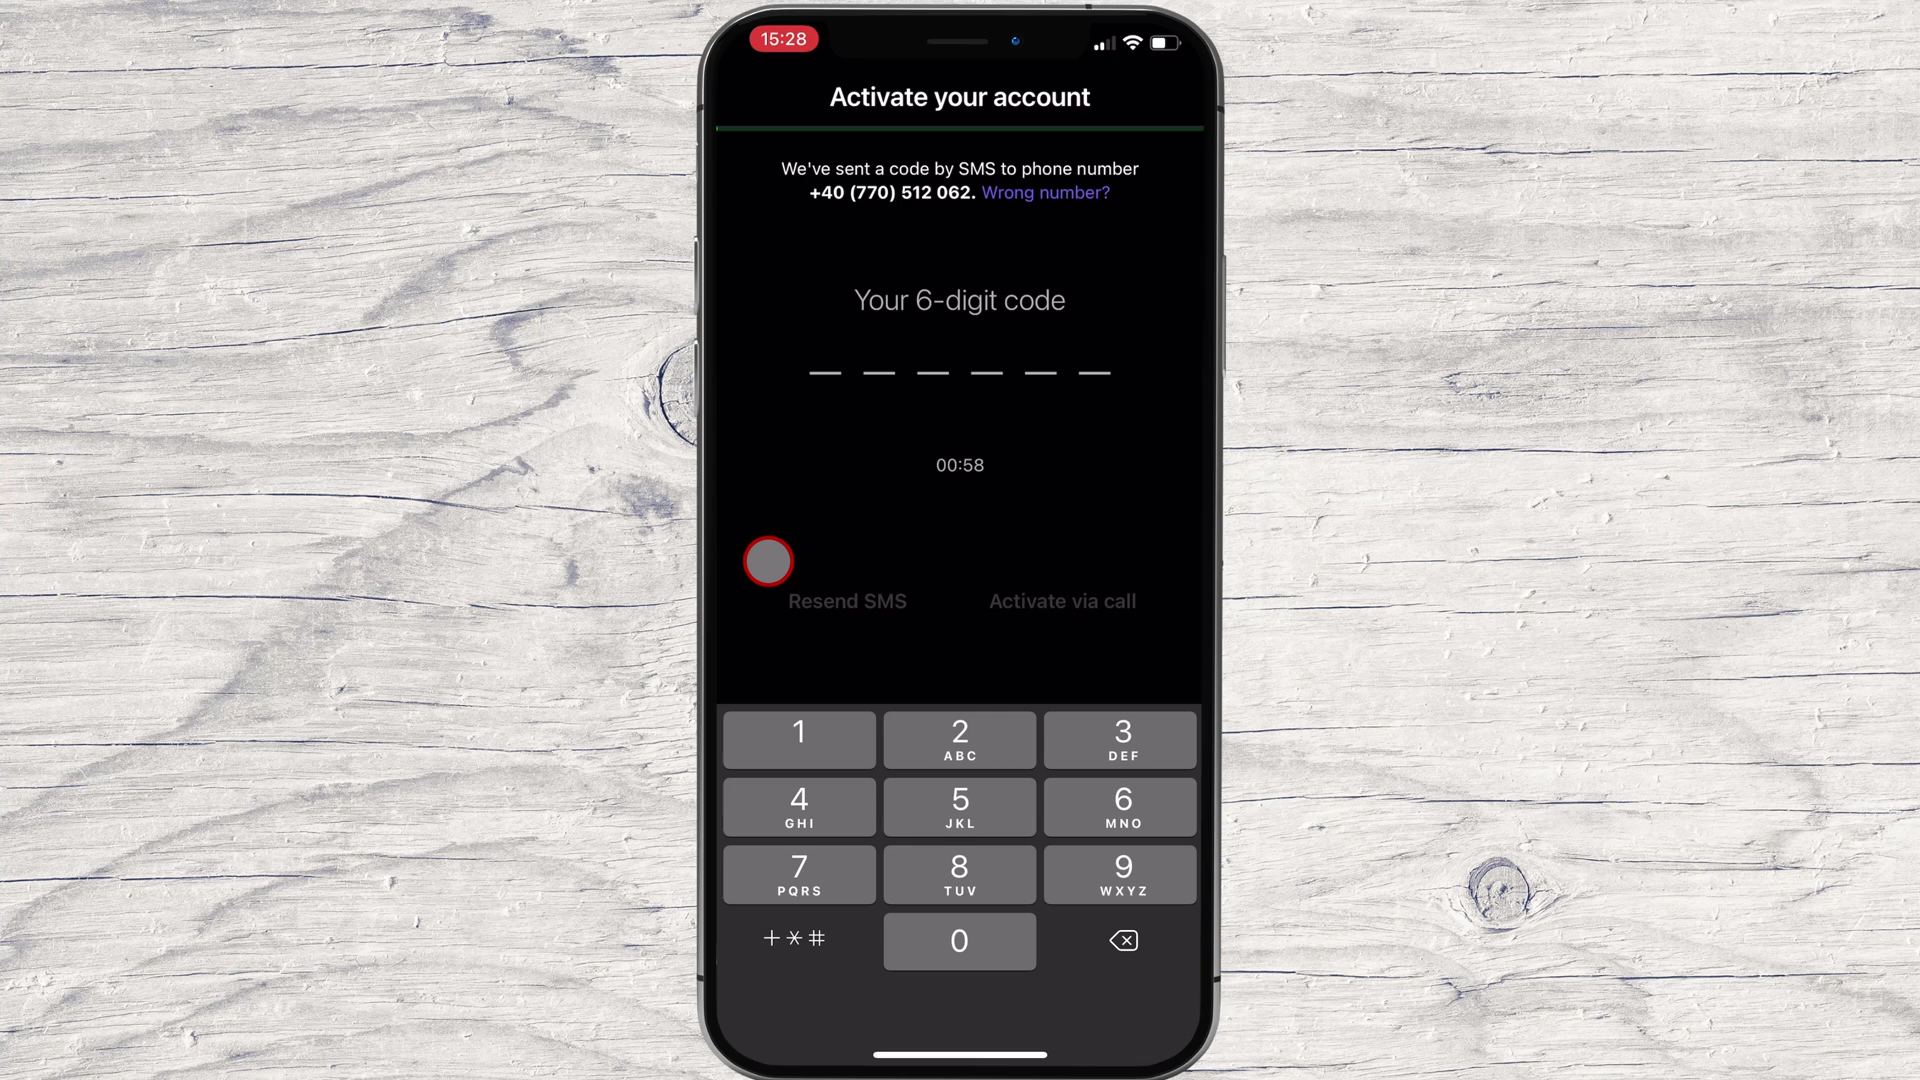 15:28
Activate your account
We've sent a code by SMS to phone number
+40 (770) 512 062. Wrong number?
Your 6-digit code
00:58
Resend SMS Activate via call
1 2 3
ABC DEF
4 5 6
GHI JKL MNO
7 8 9
PQRS TUV WXYZ
+*# 0